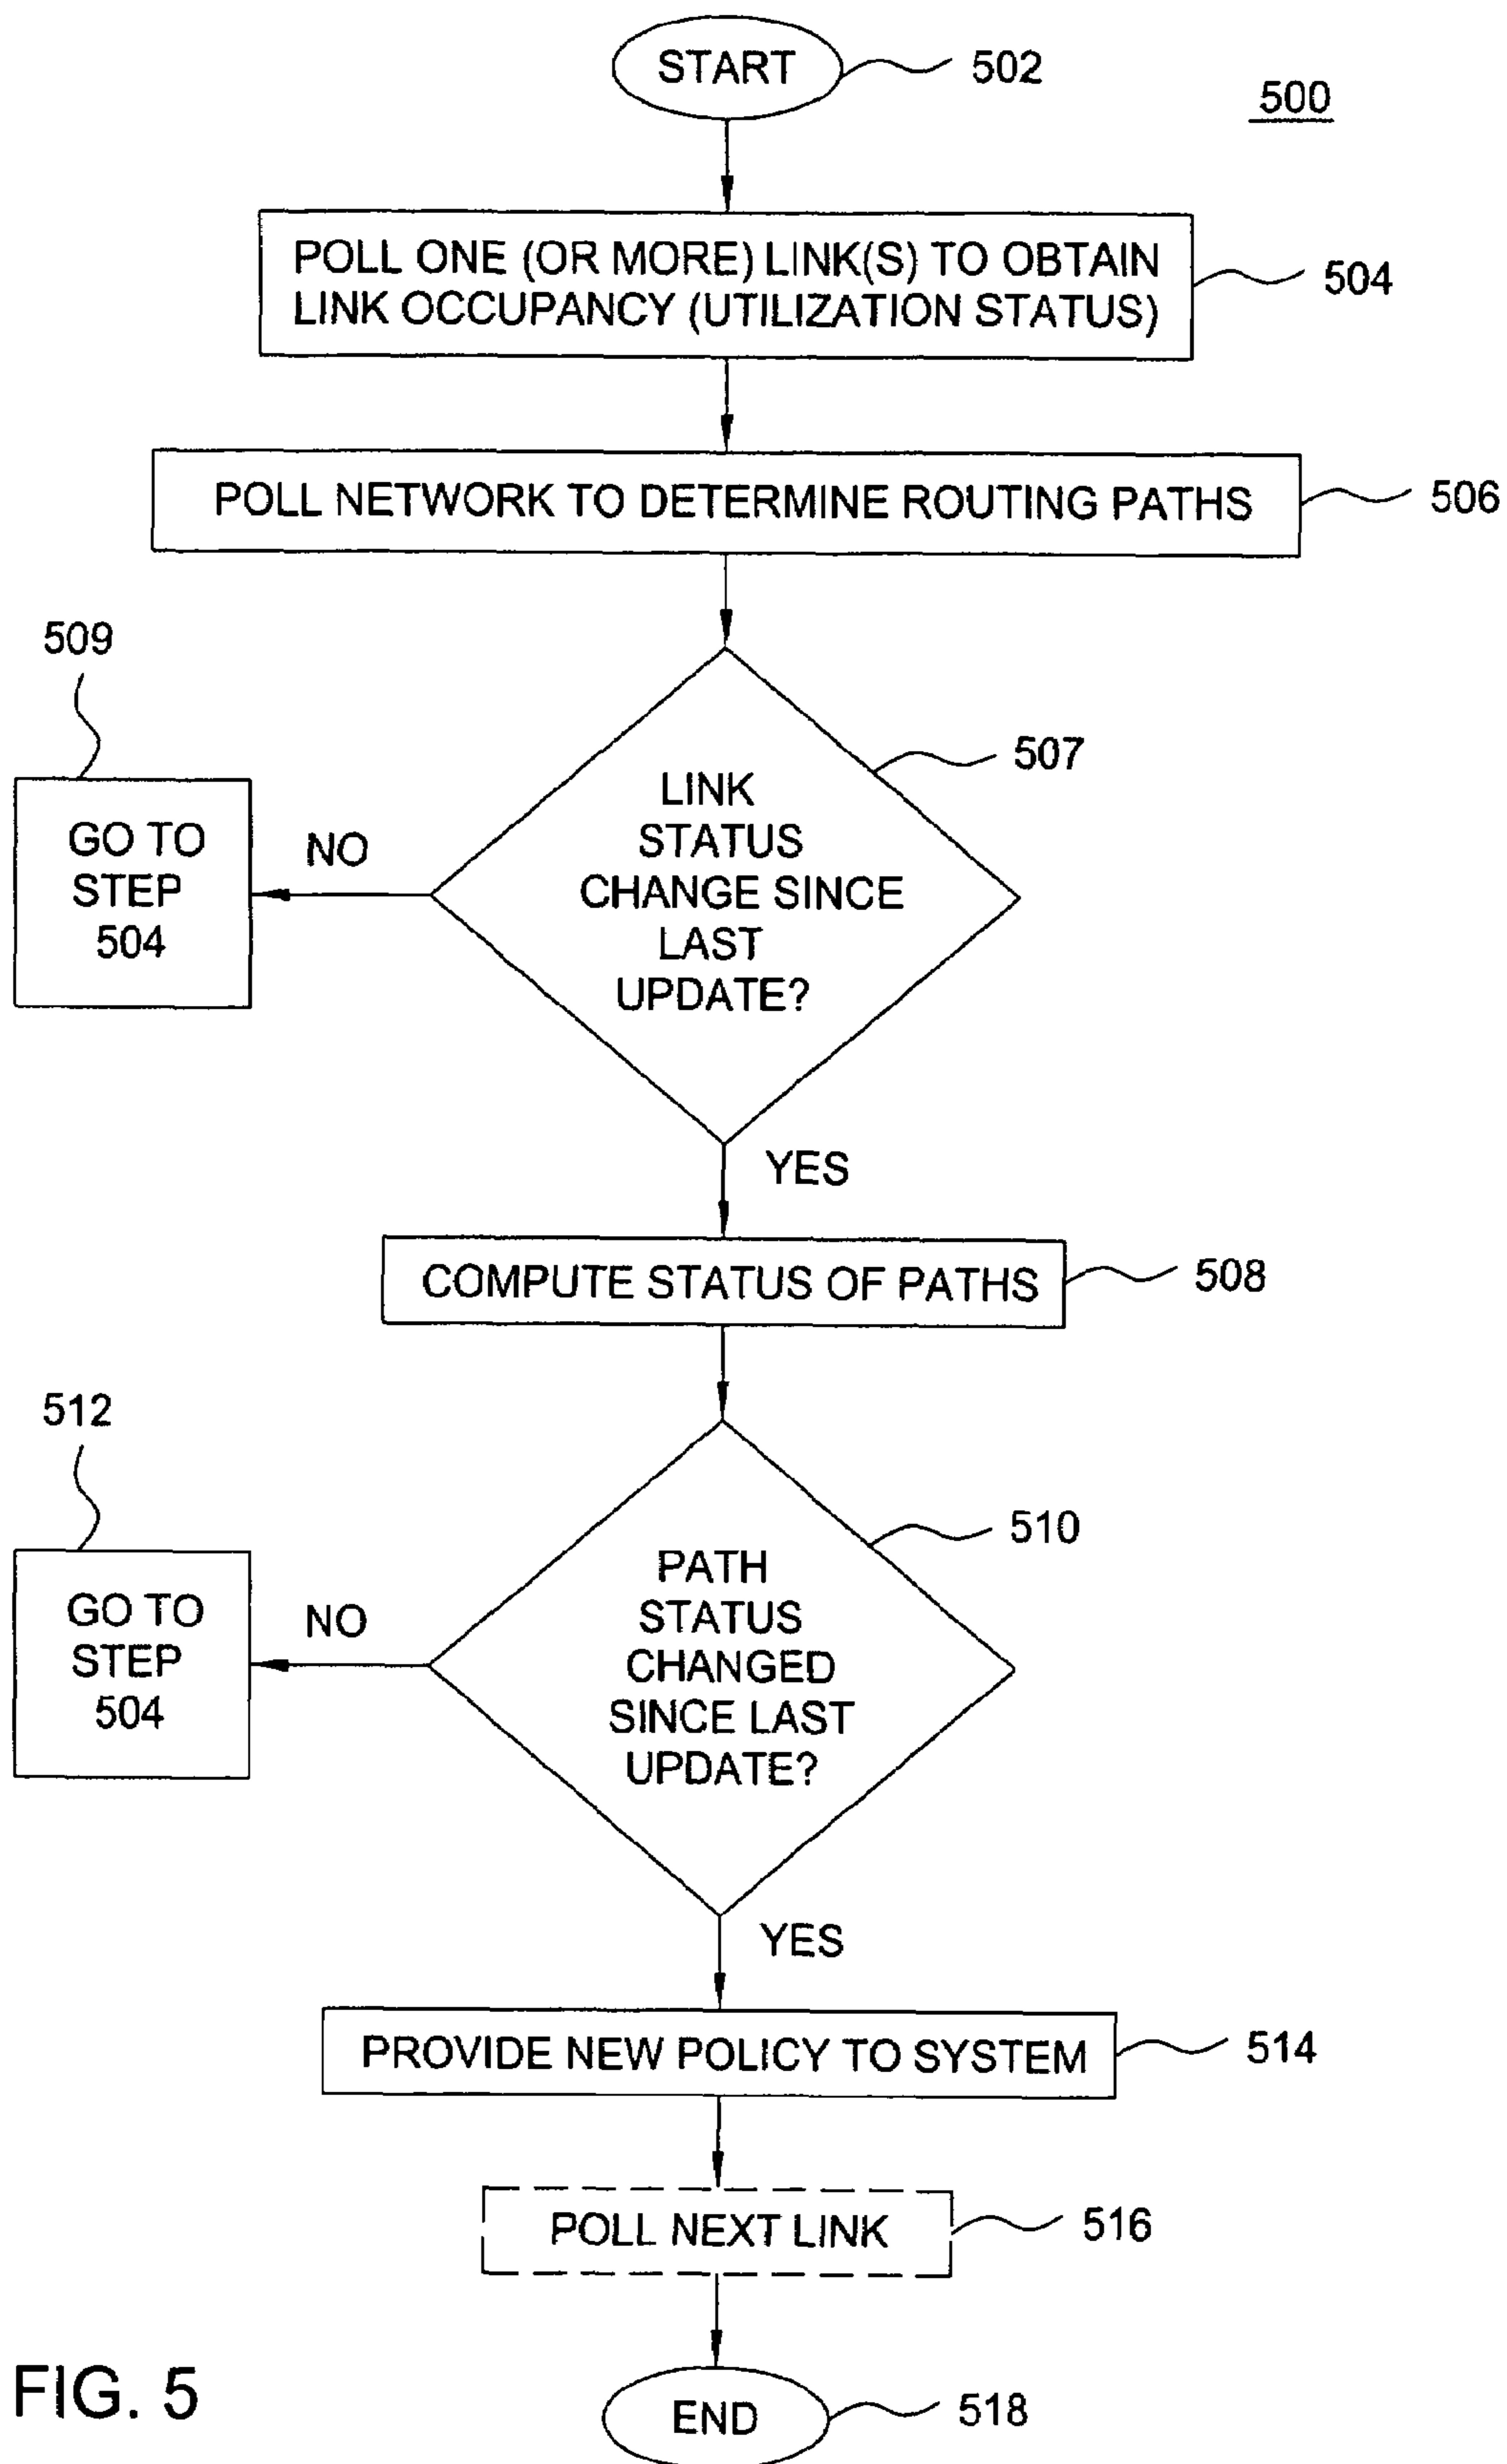 START
502
500
POLL ONE (OR MORE) LINK(S) TO OBTAIN
LINK OCCUPANCY (UTILIZATION STATUS)
504
POLL NETWORK TO DETERMINE ROUTING PATHS
506
509
507
LINK
STATUS
CHANGE SINCE
LAST
UPDATE?
NO
GO TO
STEP
504
YES
COMPUTE STATUS OF PATHS
508
512
510
PATH
STATUS
CHANGED
SINCE LAST
UPDATE?
NO
GO TO
STEP
504
YES
PROVIDE NEW POLICY TO SYSTEM
514
POLL NEXT LINK
516
END
518
FIG. 5